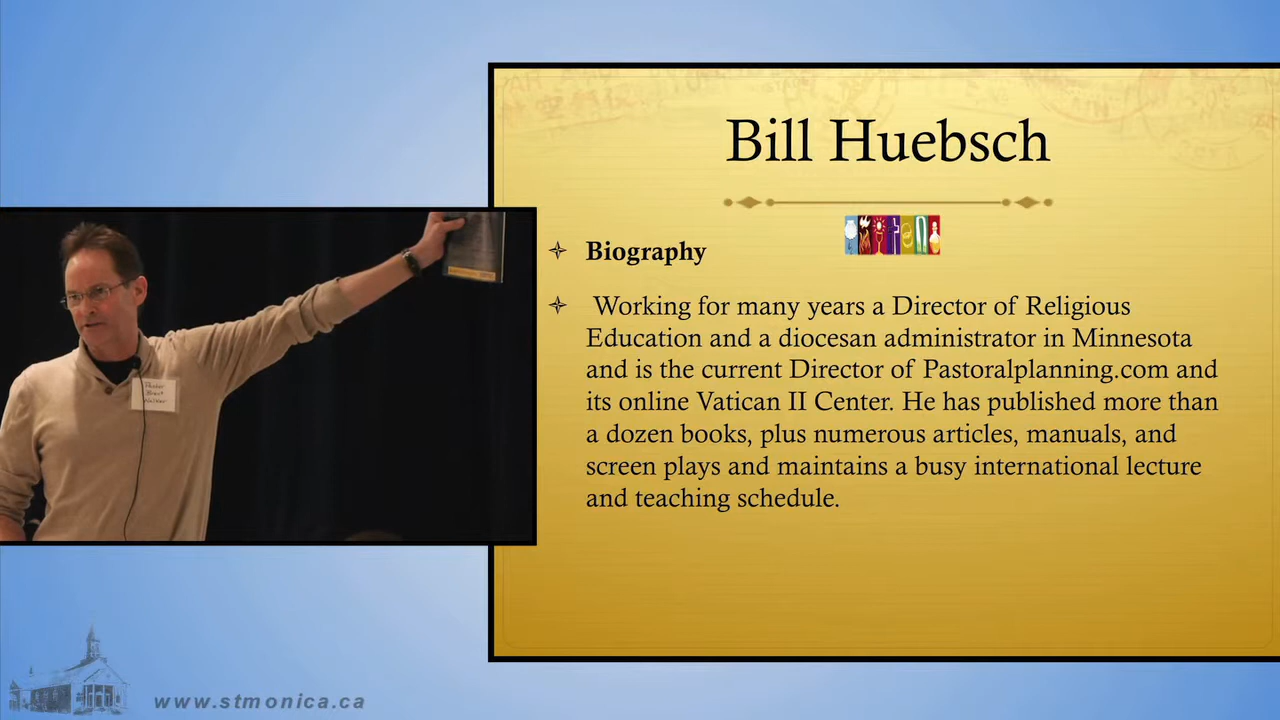 Bill Huebsch
Biography
Working for many years a Director of Religious
Education and a diocesan administrator in Minnesota
and is the current Director of Pastoralplanning.com and
its online Vatican II Center. He has published more than
a dozen books, plus numerous articles, manuals, and
screen plays and maintains a busy international lecture
and teaching schedule.
www.stmonica.ca